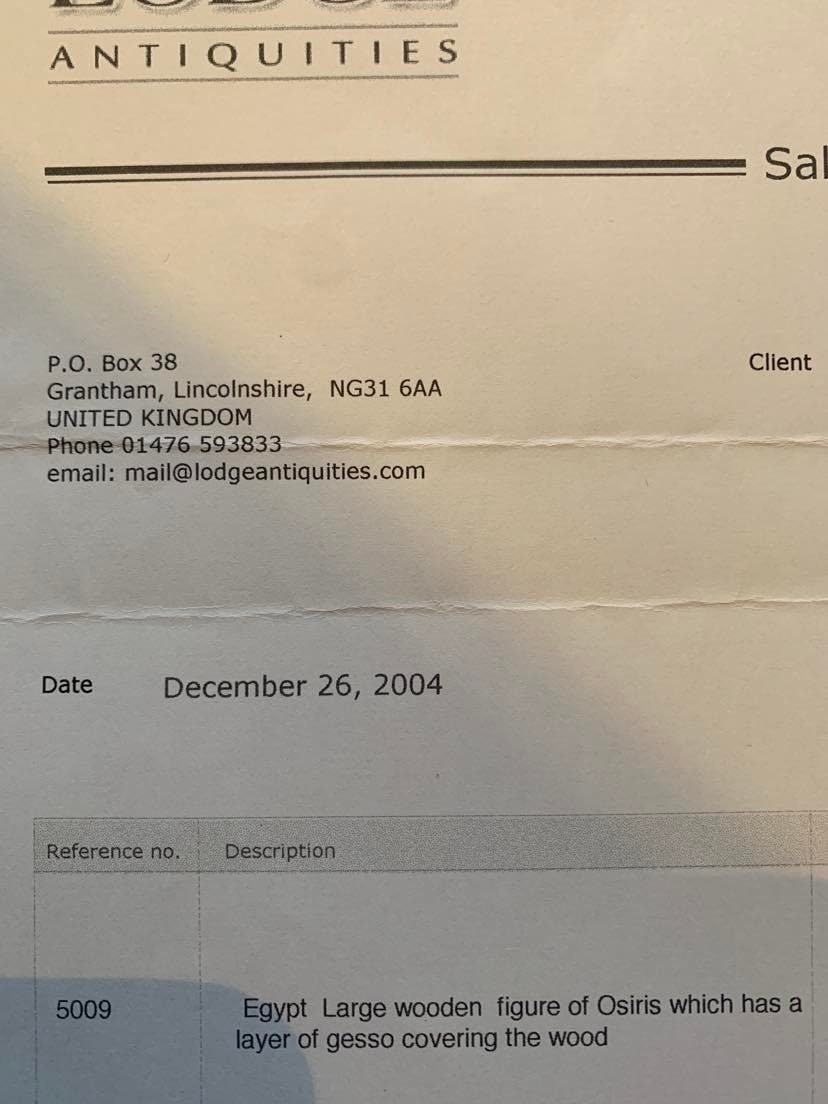 ANTIQUITIES
Sal
P.O. Box 38
Grantham, Lincolnshire, NG31 6AA
UNITED KINGDOM
Phone 01476 593833
email: mail@lodgeantiquities.com
Client
Date December 26, 2004
Reference no. Description
5009 Egypt Large wooden figure of Osiris which has a
layer of gesso covering the wood